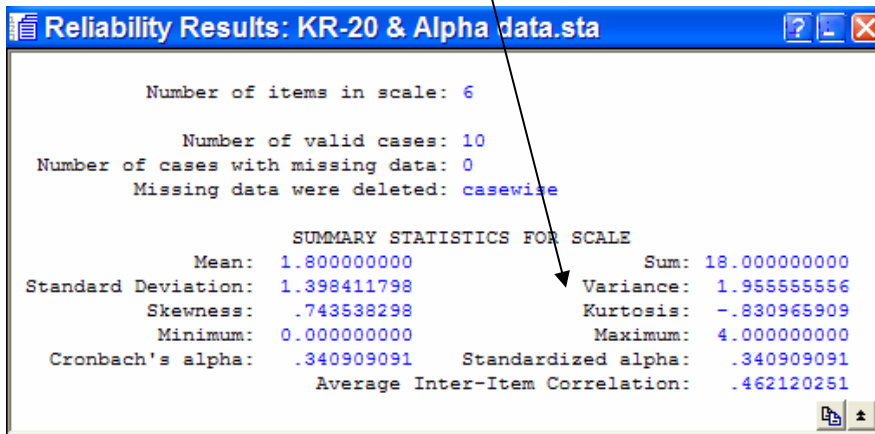 Reliability Results: KR-20 & Alpha data.sta
Number of items in scale: 6
Number of valid cases: 10
Number of cases with missing data: 0
Missing data were deleted: casewise
SUMMARY STATISTICS FOR SCALE
Mean: 1.800000000 Sum: 18.000000000
Standard Deviation: 1.398411798 Variance: 1.955555556
Skewness: .743538298 Kurtosis: -.830965909
Minimum: 0.000000000 Maximum: 4.000000000
Cronbach's alpha: .340909091 Standardized alpha: .340909091
Average Inter-Item Correlation: .462120251